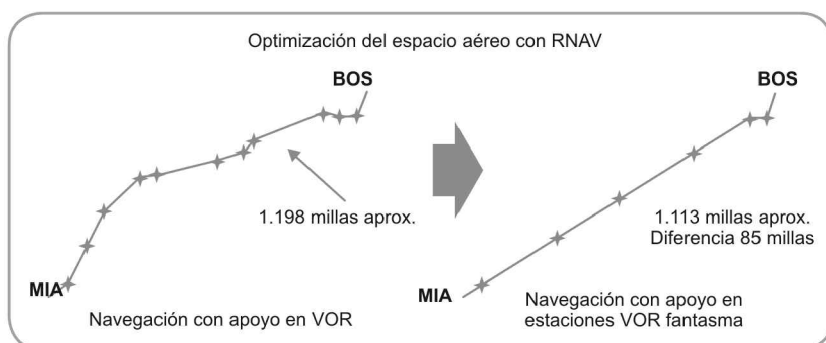 Optimización del espacio aéreo con RNAV
BOS
1.198 millas aprox.
MIA
Navegación con apoyo en VOR
BOS
1.113 millas aprox.
Diferencia 85 millas
MIA
Navegación con apoyo en
estaciones VOR fantasma